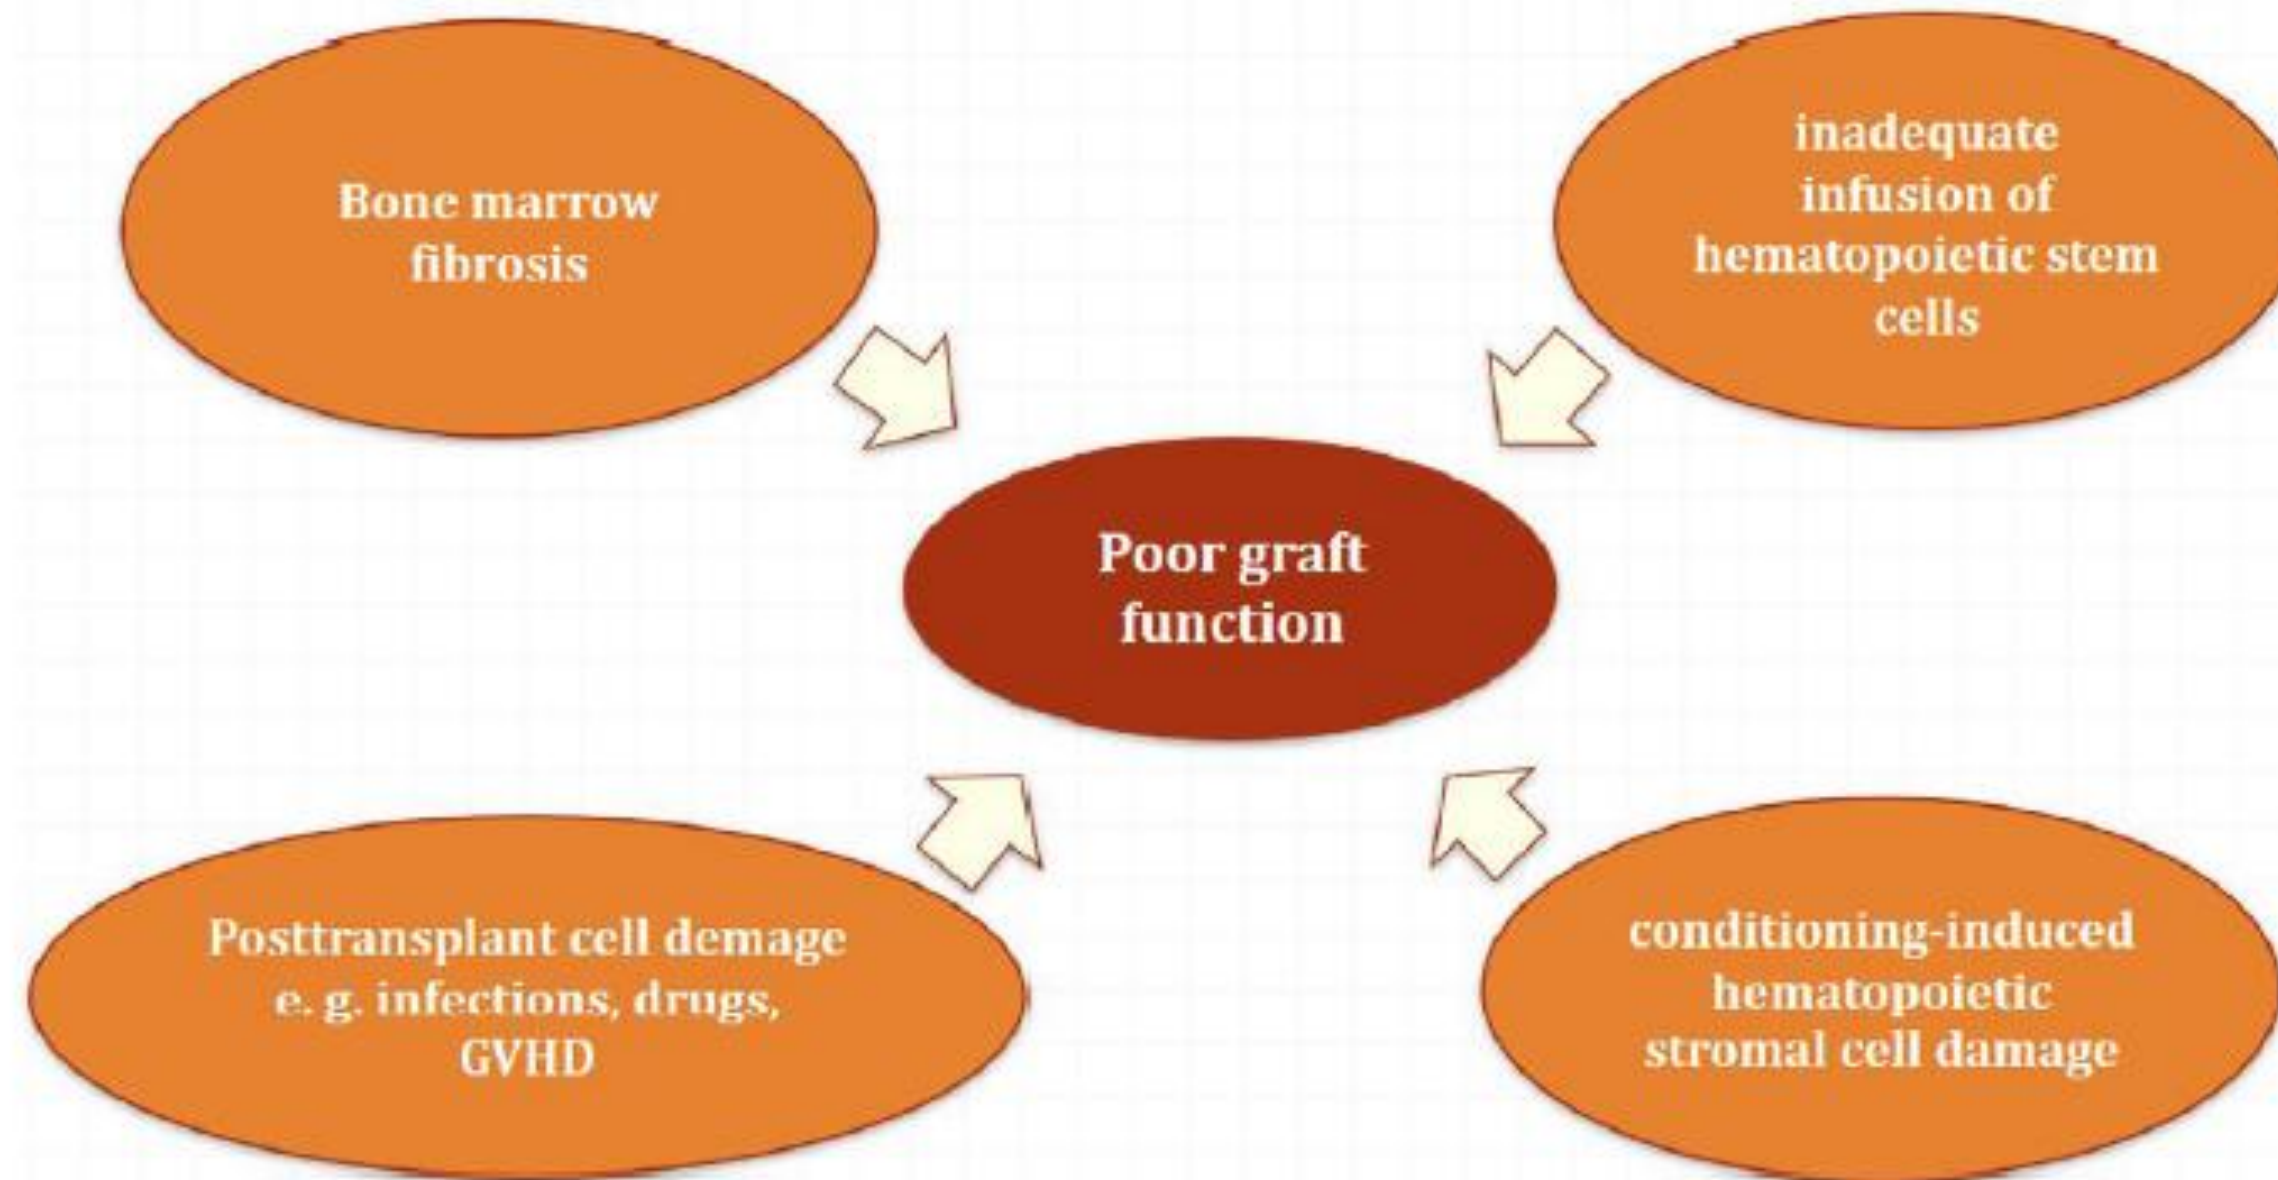 Bone marrow
fibrosis
inadequate
infusion of
hematopoietic stem
cells
Poor graft
function
Posttransplant cell demage
e. g. infections, drugs,
GVHD
conditioning-induced
hematopoietic
stromal cell damage